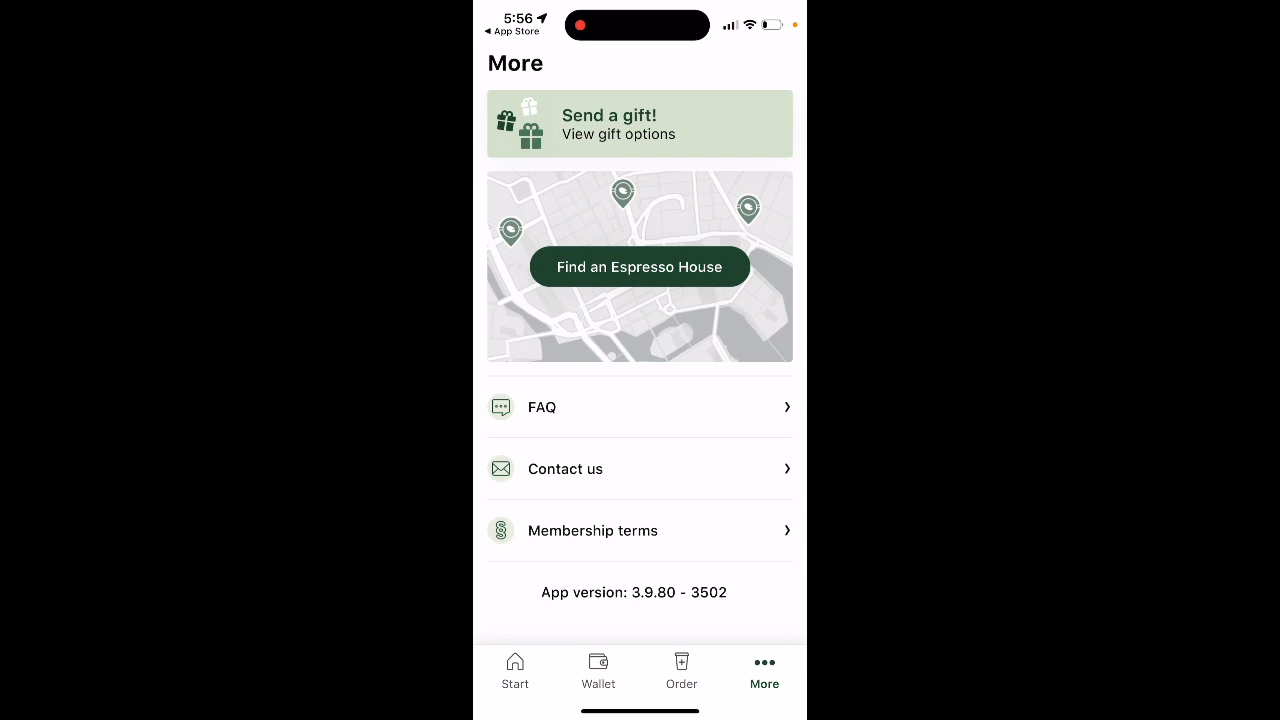 5:56
◀ App Store
More
Send a gift!
View gift options
Find an Espresso House
FAQ
Contact us
Membership terms
App version: 3.9.80 - 3502
Start Wallet Order More